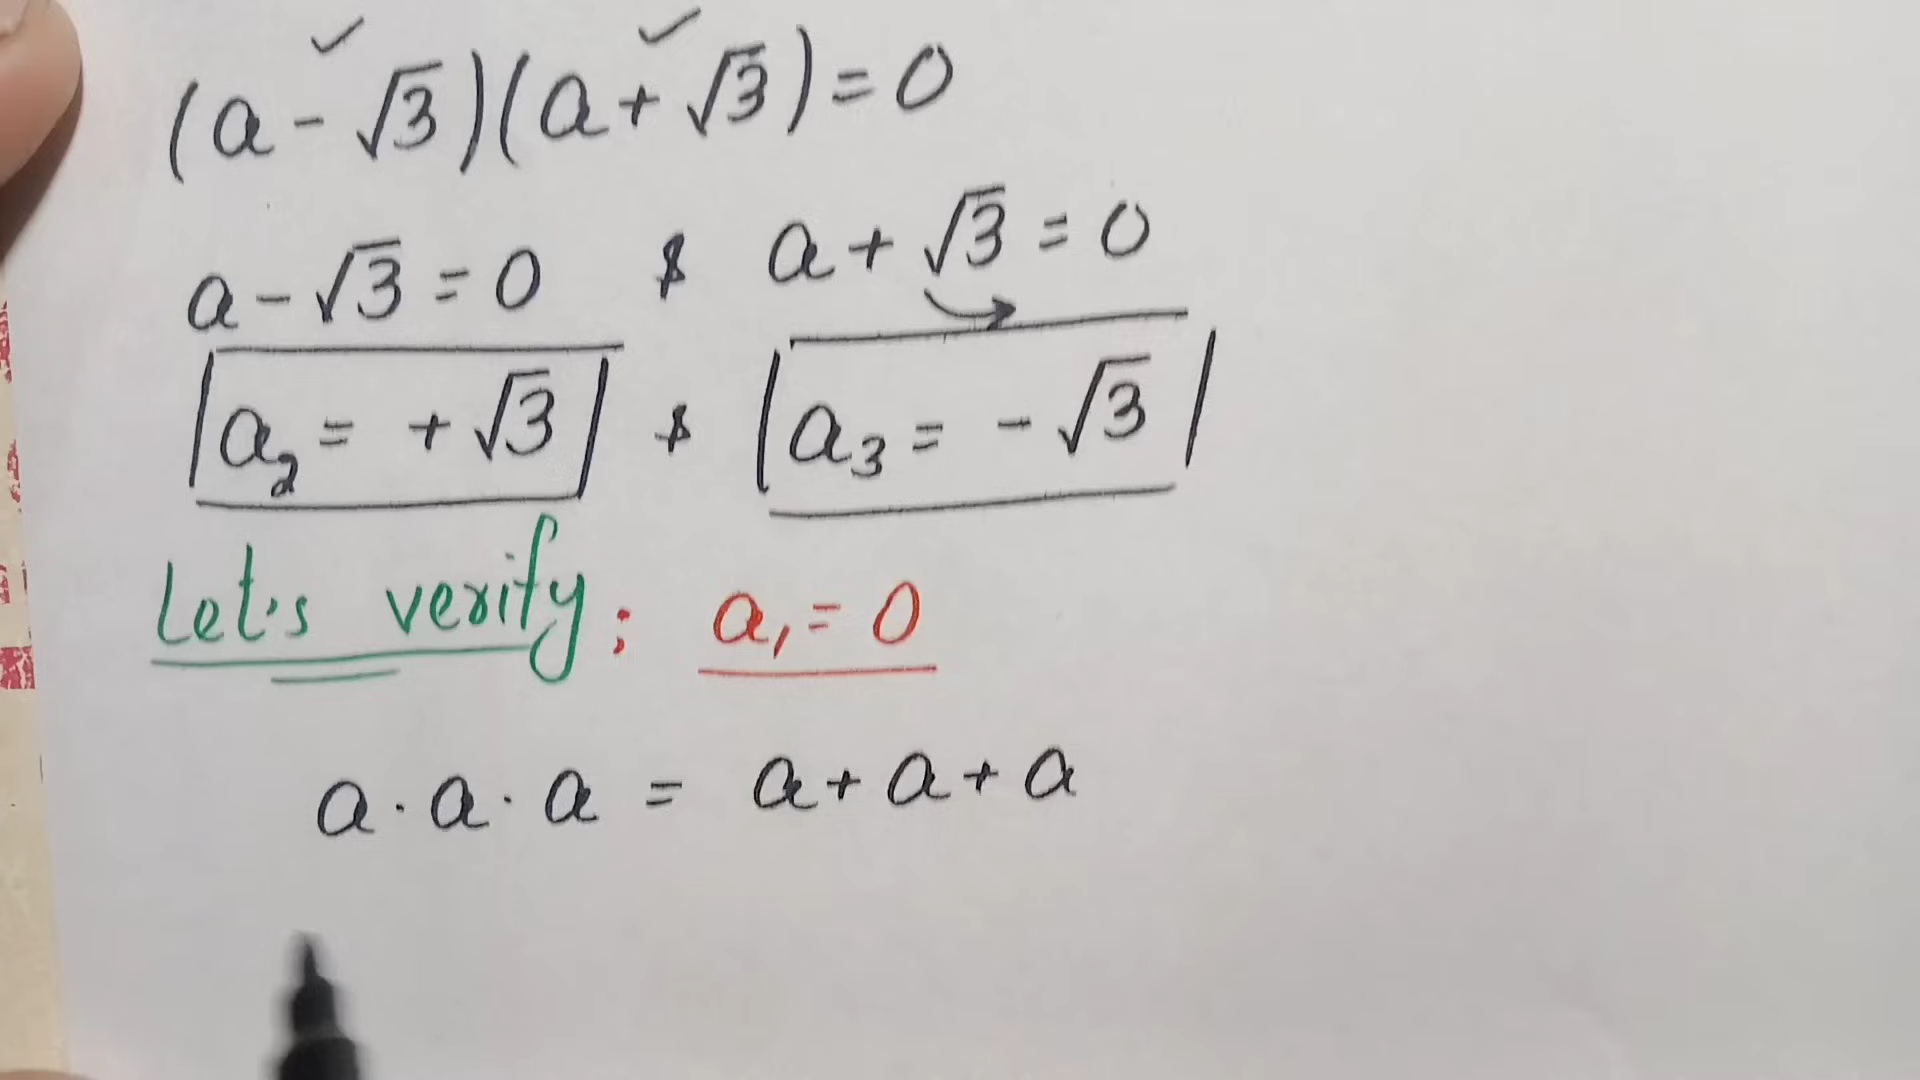 (a - √3)(a + √3) = 0
a - √3 = 0 & a + √3 = 0
a₂ = + √3 & a₃ = - √3
Let's verify : a₁ = 0
a · a · a = a + a + a